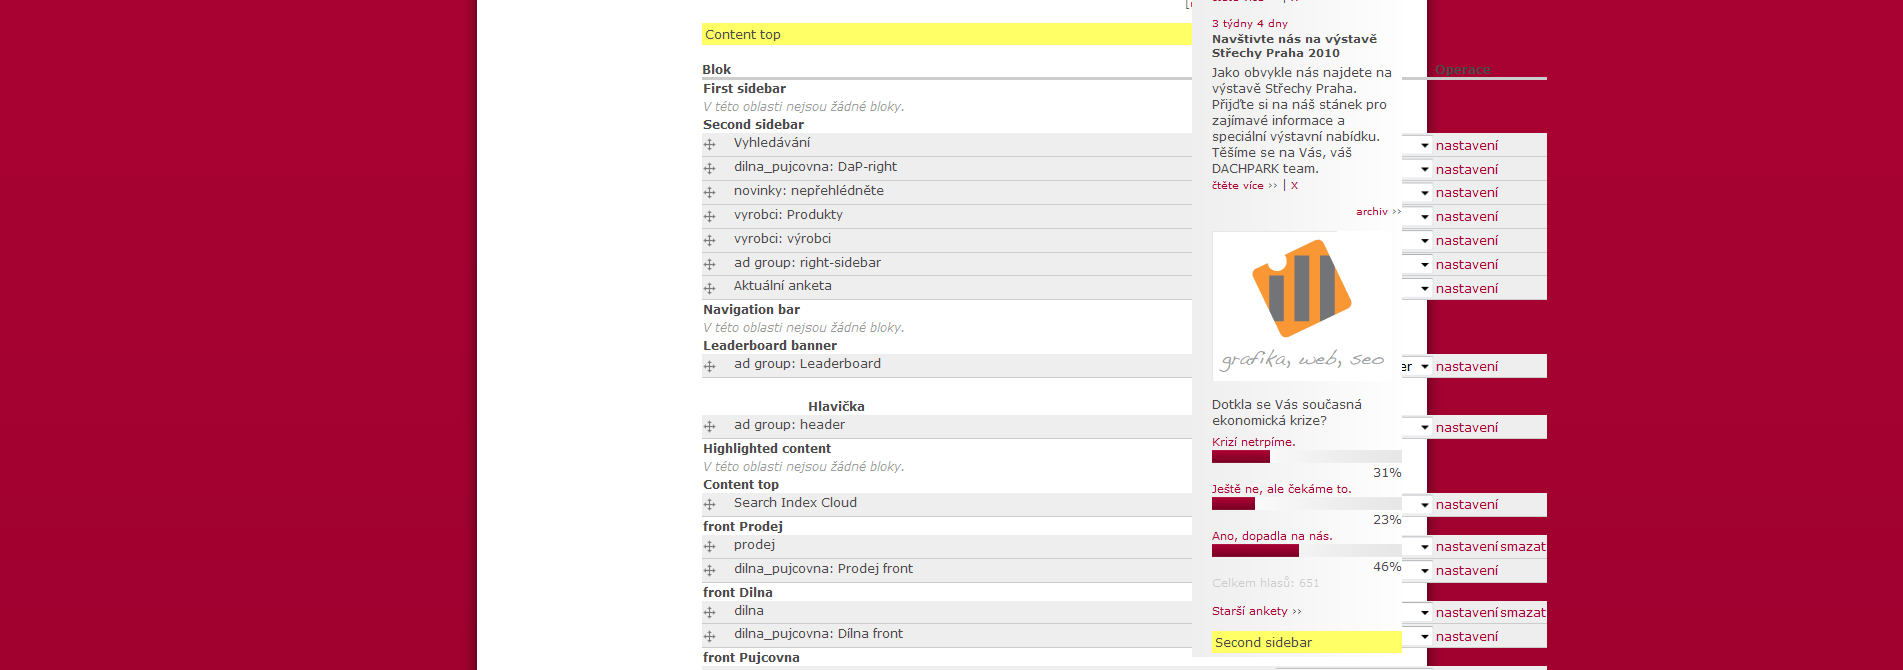 Content top
Blok
Operace
First sidebar
V této oblasti nejsou žádné bloky.
Second sidebar
Vyhledávání
nastavení
dilna_pujcovna: DaP-right
nastavení
novinky: nepřehlédněte
nastavení
vyrobci: Produkty
nastavení
vyrobci: výrobci
nastavení
ad group: right-sidebar
nastavení
Aktuální anketa
nastavení
Navigation bar
V této oblasti nejsou žádné bloky.
Leaderboard banner
ad group: Leaderboard
er
nastavení
Hlavička
ad group: header
nastavení
Highlighted content
V této oblasti nejsou žádné bloky.
Content top
Search Index Cloud
nastavení
front Prodej
prodej
nastavení smazat
dilna_pujcovna: Prodej front
nastavení
front Dilna
dilna
nastavení smazat
dilna_pujcovna: Dílna front
nastavení
front Pujcovna
3 týdny 4 dny
Navštivte nás na výstavě
Střechy Praha 2010
Jako obvykle nás najdete na
výstavě Střechy Praha.
Přijďte si na náš stánek pro
zajímavé informace a
speciální výstavní nabídku.
Těšíme se na Vás, váš
DACHPARK team.
čtěte více ›› | X
archiv ››
grafika, web, seo
Dotkla se Vás současná
ekonomická krize?
Krizí netrpíme.
31%
Ještě ne, ale čekáme to.
23%
Ano, dopadla na nás.
46%
Celkem hlasů: 651
Starší ankety ››
Second sidebar